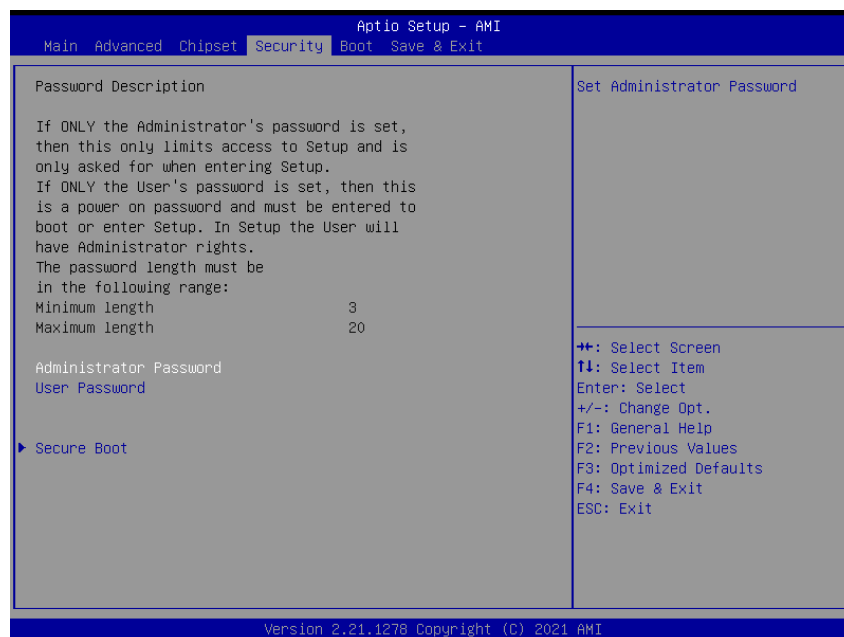 Aptio Setup - AMI
Main Advanced Chipset Security Boot Save & Exit
Password Description
If ONLY the Administrator's password is set,
then this only limits access to Setup and is
only asked for when entering Setup.
If ONLY the User's password is set, then this
is a power on password and must be entered to
boot or enter Setup. In Setup the User will
have Administrator rights.
The password length must be
in the following range:
Minimum length 3
Maximum length 20
Administrator Password
User Password
Secure Boot
Set Administrator Password
→←: Select Screen
↑↓: Select Item
Enter: Select
+/-: Change Opt.
F1: General Help
F2: Previous Values
F3: Optimized Defaults
F4: Save & Exit
ESC: Exit
Version 2.21.1278 Copyright (C) 2021 AMI